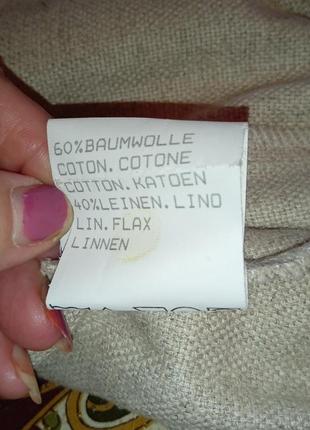 60%BAUMWOLLE
COTON.COTONE
COTTON.KATOEN
40%LEINEN.LINO
LIN.FLAX
LINNEN